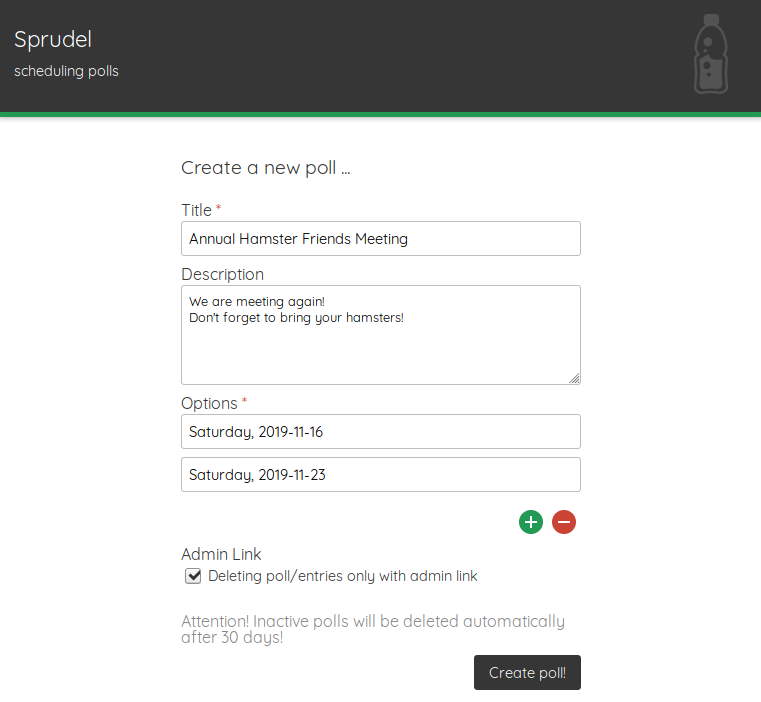 Sprudel
scheduling polls
Create a new poll ...
Title *
Annual Hamster Friends Meeting
Description
We are meeting again!
Don't forget to bring your hamsters!
Options *
Saturday, 2019-11-16
Saturday, 2019-11-23
Admin Link
Deleting poll/entries only with admin link
Attention! Inactive polls will be deleted automatically
after 30 days!
Create poll!